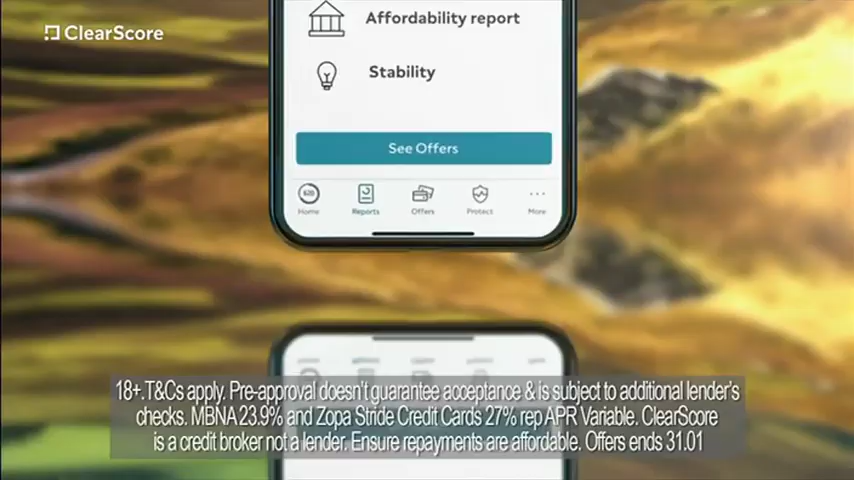 ClearScore
Affordability report
Stability
See Offers
Home Reports Offers Protect More
18+.T&Cs apply. Pre-approval doesn't guarantee acceptance & is subject to additional lender's
checks. MBNA 23.9% and Zopa Stride Credit Cards 27% rep APR Variable. ClearScore
is a credit broker not a lender. Ensure repayments are affordable. Offers ends 31.01